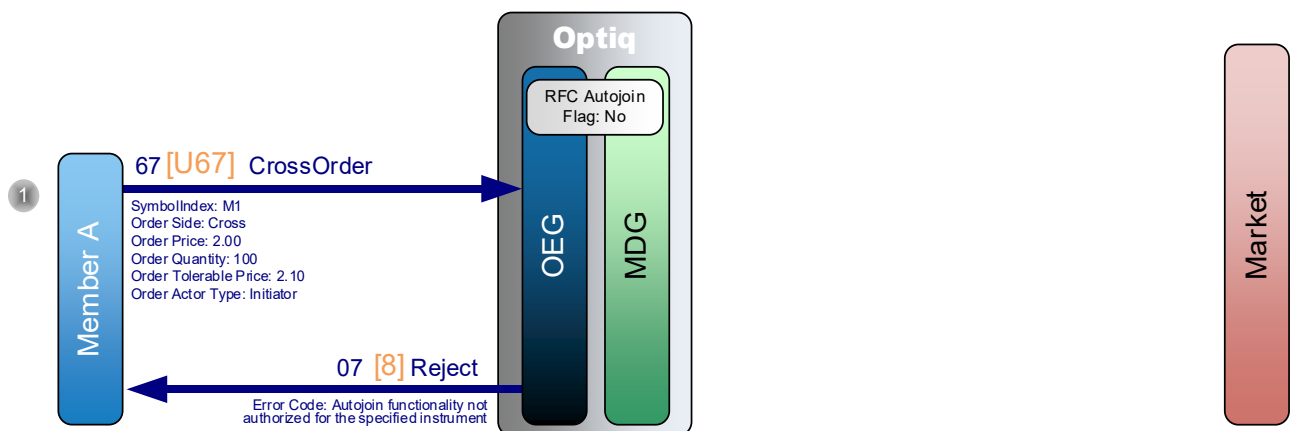 Optiq
RFC Autojoin
Flag: No
67 [U67] CrossOrder
1
SymbolIndex: M1
Order Side: Cross
Order Price: 2.00
Order Quantity: 100
Order Tolerable Price: 2.10
Order Actor Type: Initiator
Member A
OEG
MDG
Market
07 [8] Reject
Error Code: Autojoin functionality not
authorized for the specified instrument